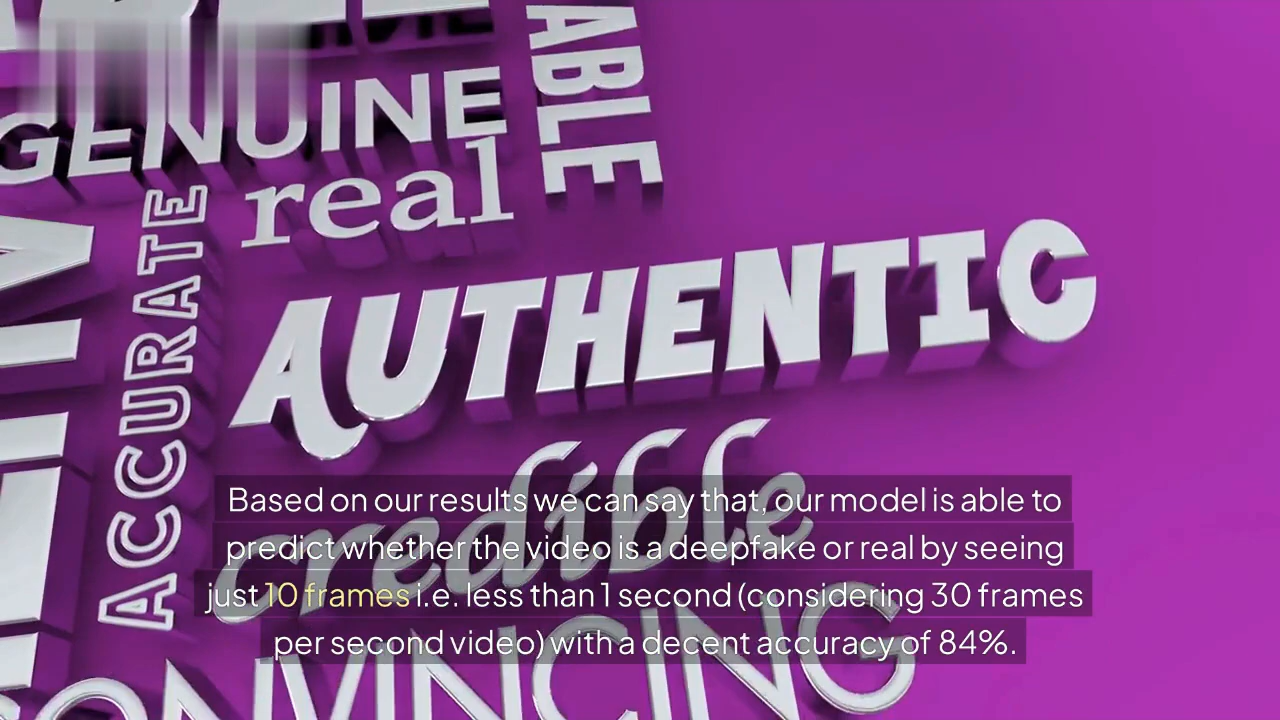 ABLE
GENUINE
real
ACCURATE
AUTHENTIC
credible
CONVINCING
Based on our results we can say that, our model is able to
predict whether the video is a deepfake or real by seeing
just 10 frames i.e. less than 1 second (considering 30 frames
per second video) with a decent accuracy of 84%.